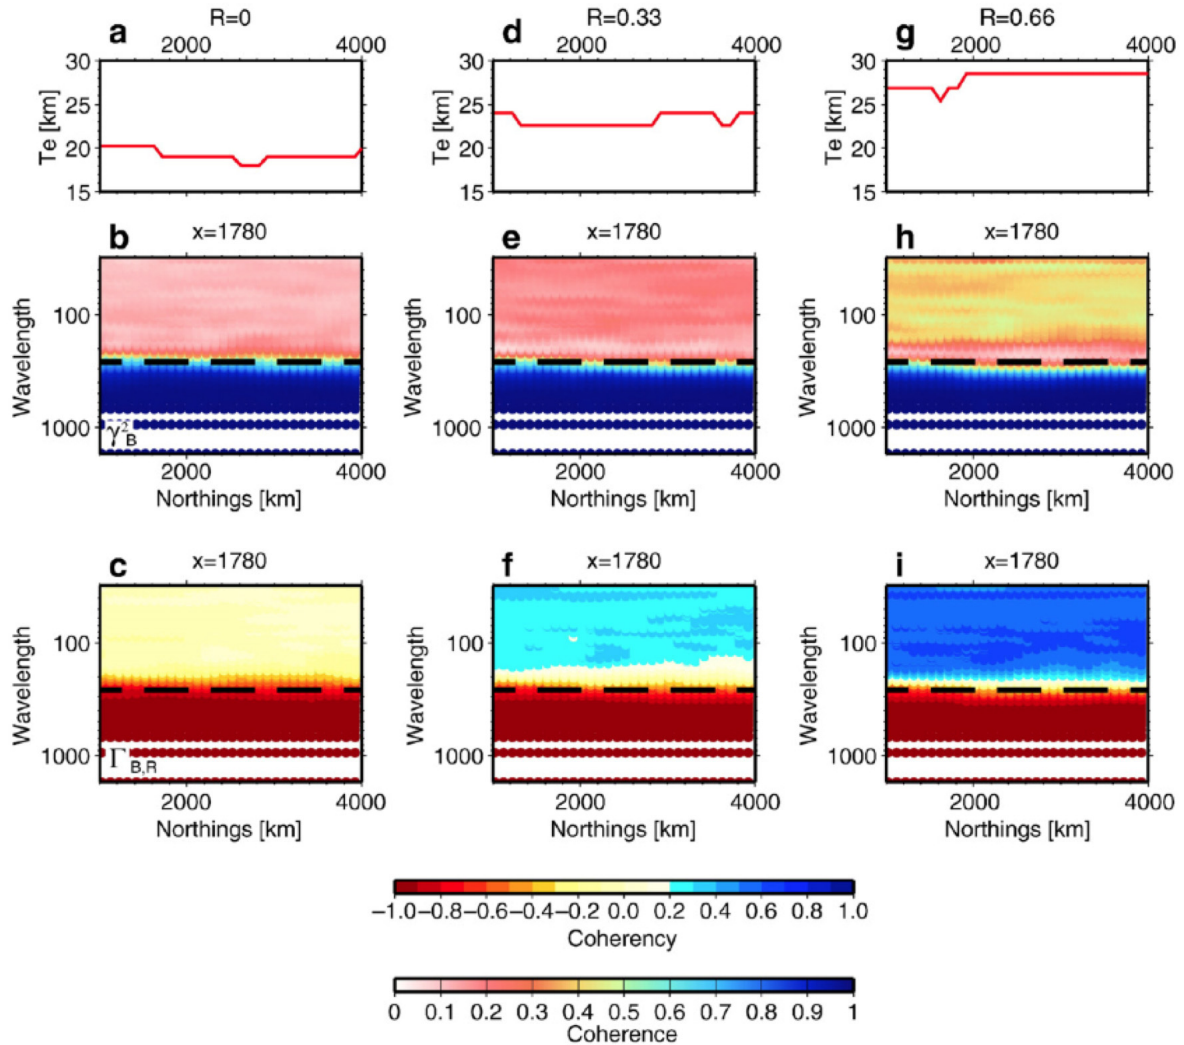 a R=0 d R=0.33 g R=0.66
2000 4000 2000 4000 2000 4000
30 30 30
25 25 25
20 20 20
15 15 15
Te [km] Te [km] Te [km]
b x=1780 e x=1780 h x=1780
100 100 100
1000 1000 1000
Wavelength Wavelength Wavelength
γ²B
2000 4000 2000 4000 2000 4000
Northings [km] Northings [km] Northings [km]
c x=1780 f x=1780 i x=1780
100 100 100
1000 1000 1000
Wavelength Wavelength Wavelength
Γ B,R
2000 4000 2000 4000 2000 4000
Northings [km] Northings [km] Northings [km]
−1.0 −0.8 −0.6 −0.4 −0.2 0.0 0.2 0.4 0.6 0.8 1.0
Coherency
0 0.1 0.2 0.3 0.4 0.5 0.6 0.7 0.8 0.9 1
Coherence